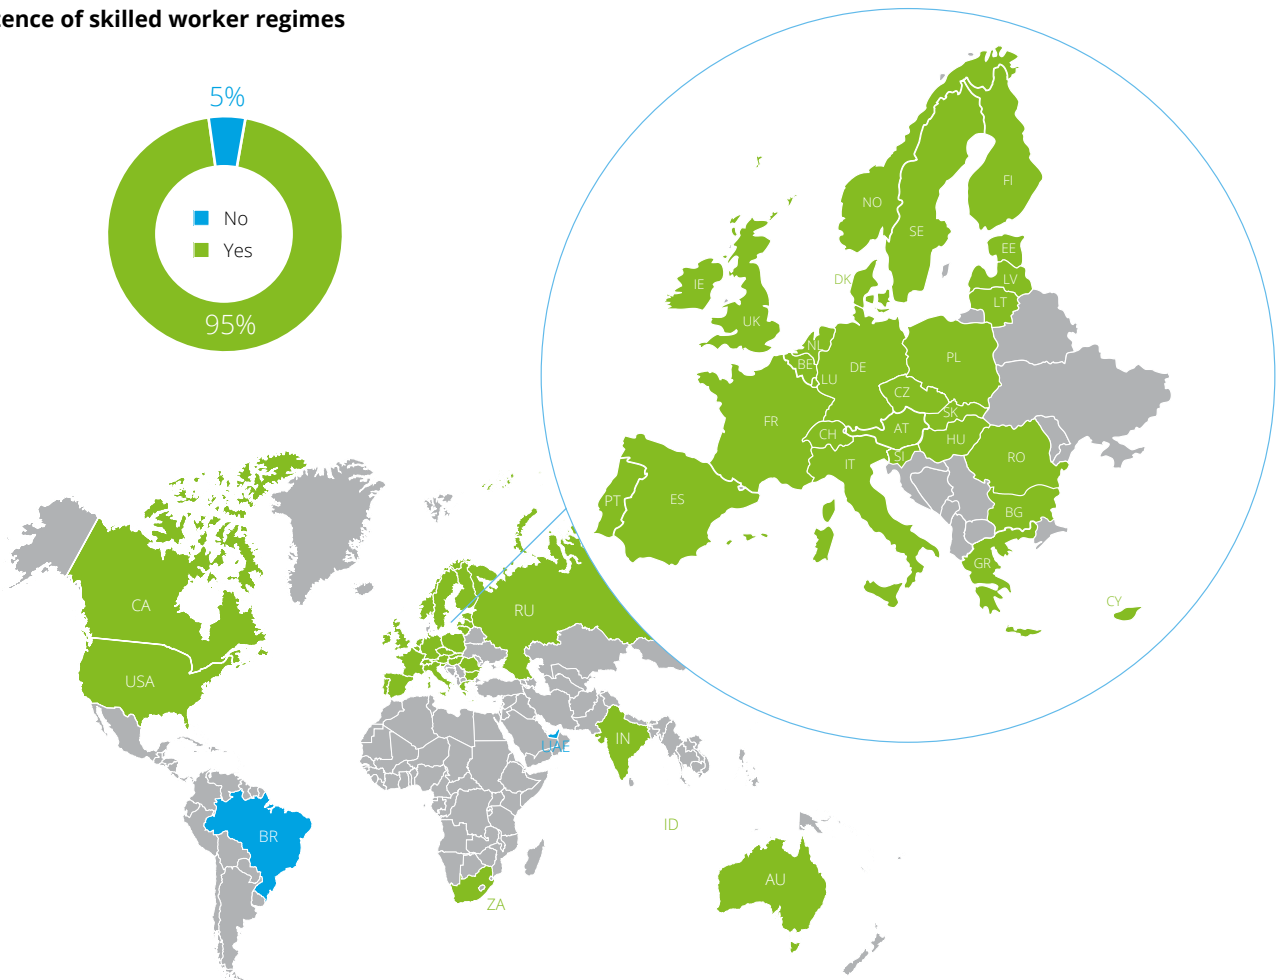 ence of skilled worker regimes
5%
No
Yes
95%
NO
SE
FI
EE
LV
LT
DK
IE
UK
NL
BE
LU
DE
PL
CZ
SK
FR
CH
AT
HU
SI
IT
RO
PT
ES
BG
GR
CY
CA
USA
RU
UAE
IN
BR
ID
AU
ZA